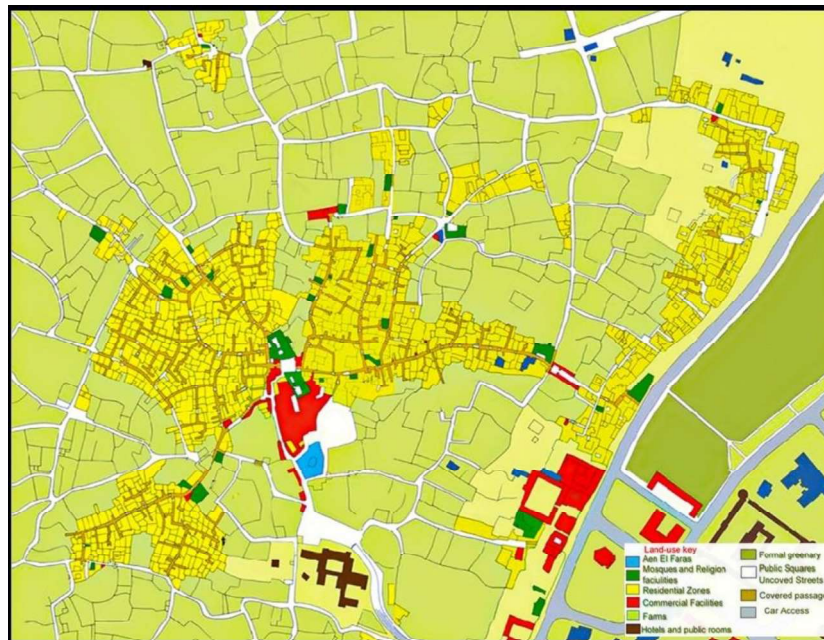 Land-use key
Aen El Faras
Mosques and Religion
faciulities
Residential Zores
Commercial Facilities
Farms
Hotels and public rooms
Formal greenery
Public Squares
Uncoved Streets
Covered passage
Car Access